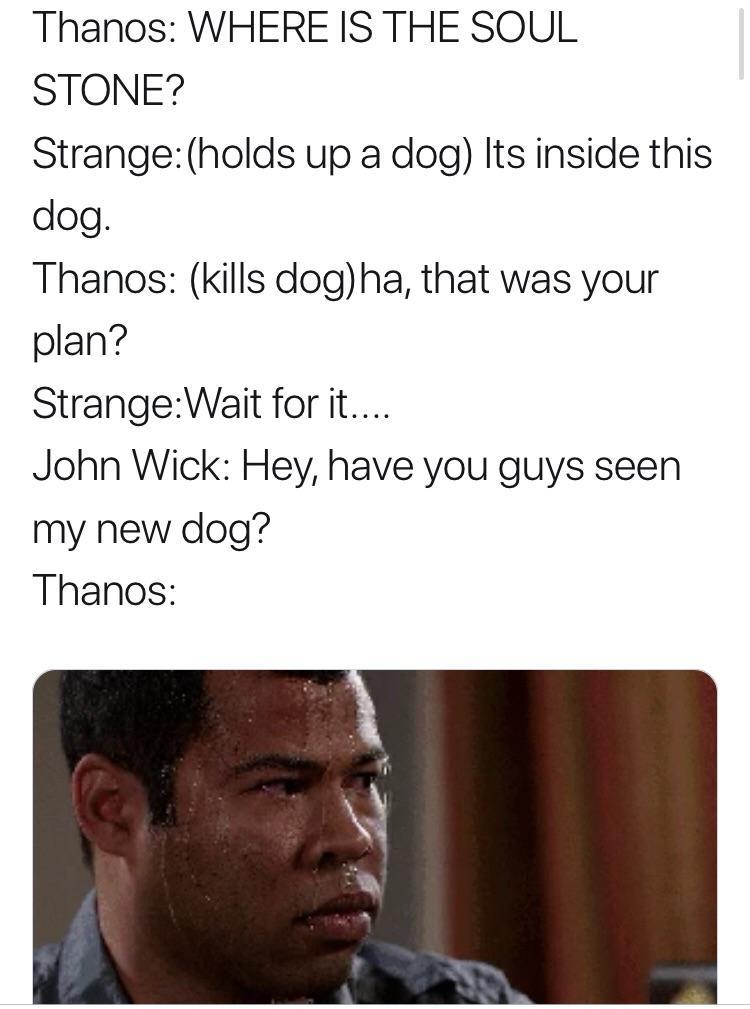 Thanos: WHERE IS THE SOUL
STONE?
Strange:(holds up a dog) Its inside this
dog.
Thanos: (kills dog)ha, that was your
plan?
Strange:Wait for it....
John Wick: Hey, have you guys seen
my new dog?
Thanos: